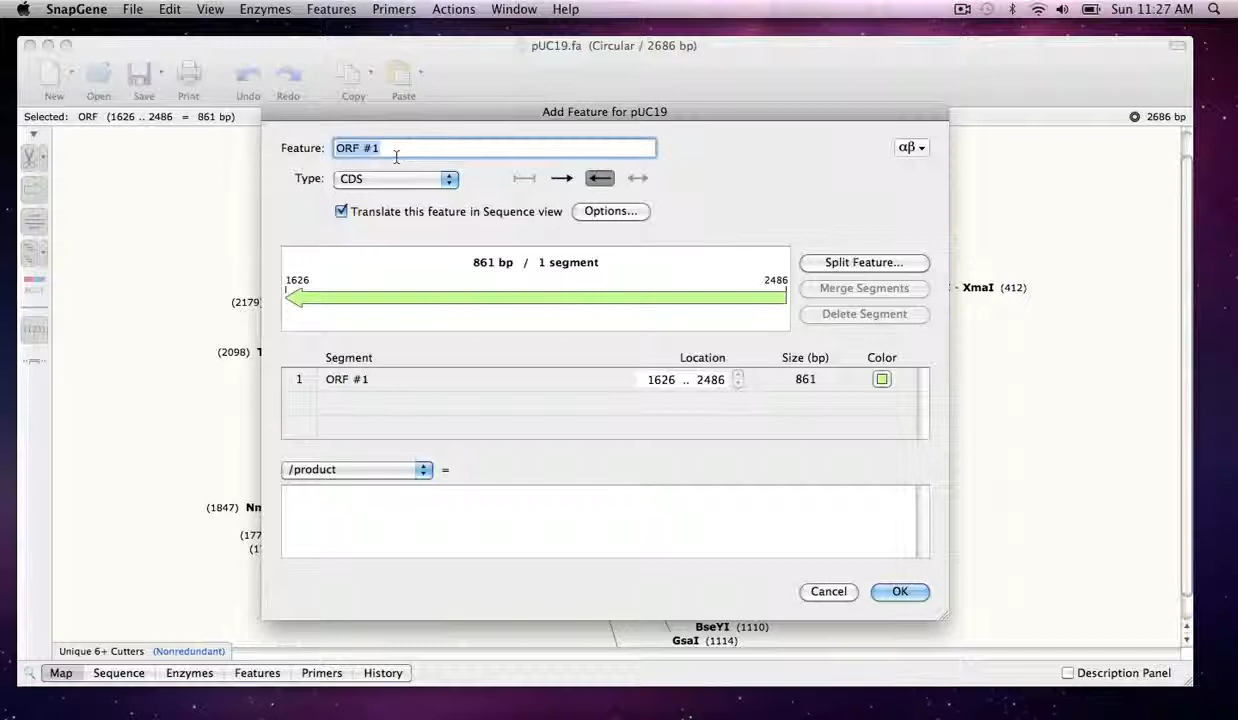 SnapGene File Edit View Enzymes Features Primers Actions Window Help Sun 11:27 AM
pUC19.fa (Circular / 2686 bp)
New Open Save Print Undo Redo Copy Paste
Selected: ORF (1626 .. 2486 = 861 bp) 2686 bp
Add Feature for pUC19
Feature: ORF #1 αβ
Type: CDS
Translate this feature in Sequence view Options...
861 bp / 1 segment
1626 2486
Split Feature...
Merge Segments
Delete Segment
XmaI (412)
(2179)
(2098)
Segment Location Size (bp) Color
1 ORF #1 1626 .. 2486 861
/product =
(1847)
Cancel OK
BseYI (1110)
GsaI (1114)
Unique 6+ Cutters (Nonredundant)
Map Sequence Enzymes Features Primers History Description Panel